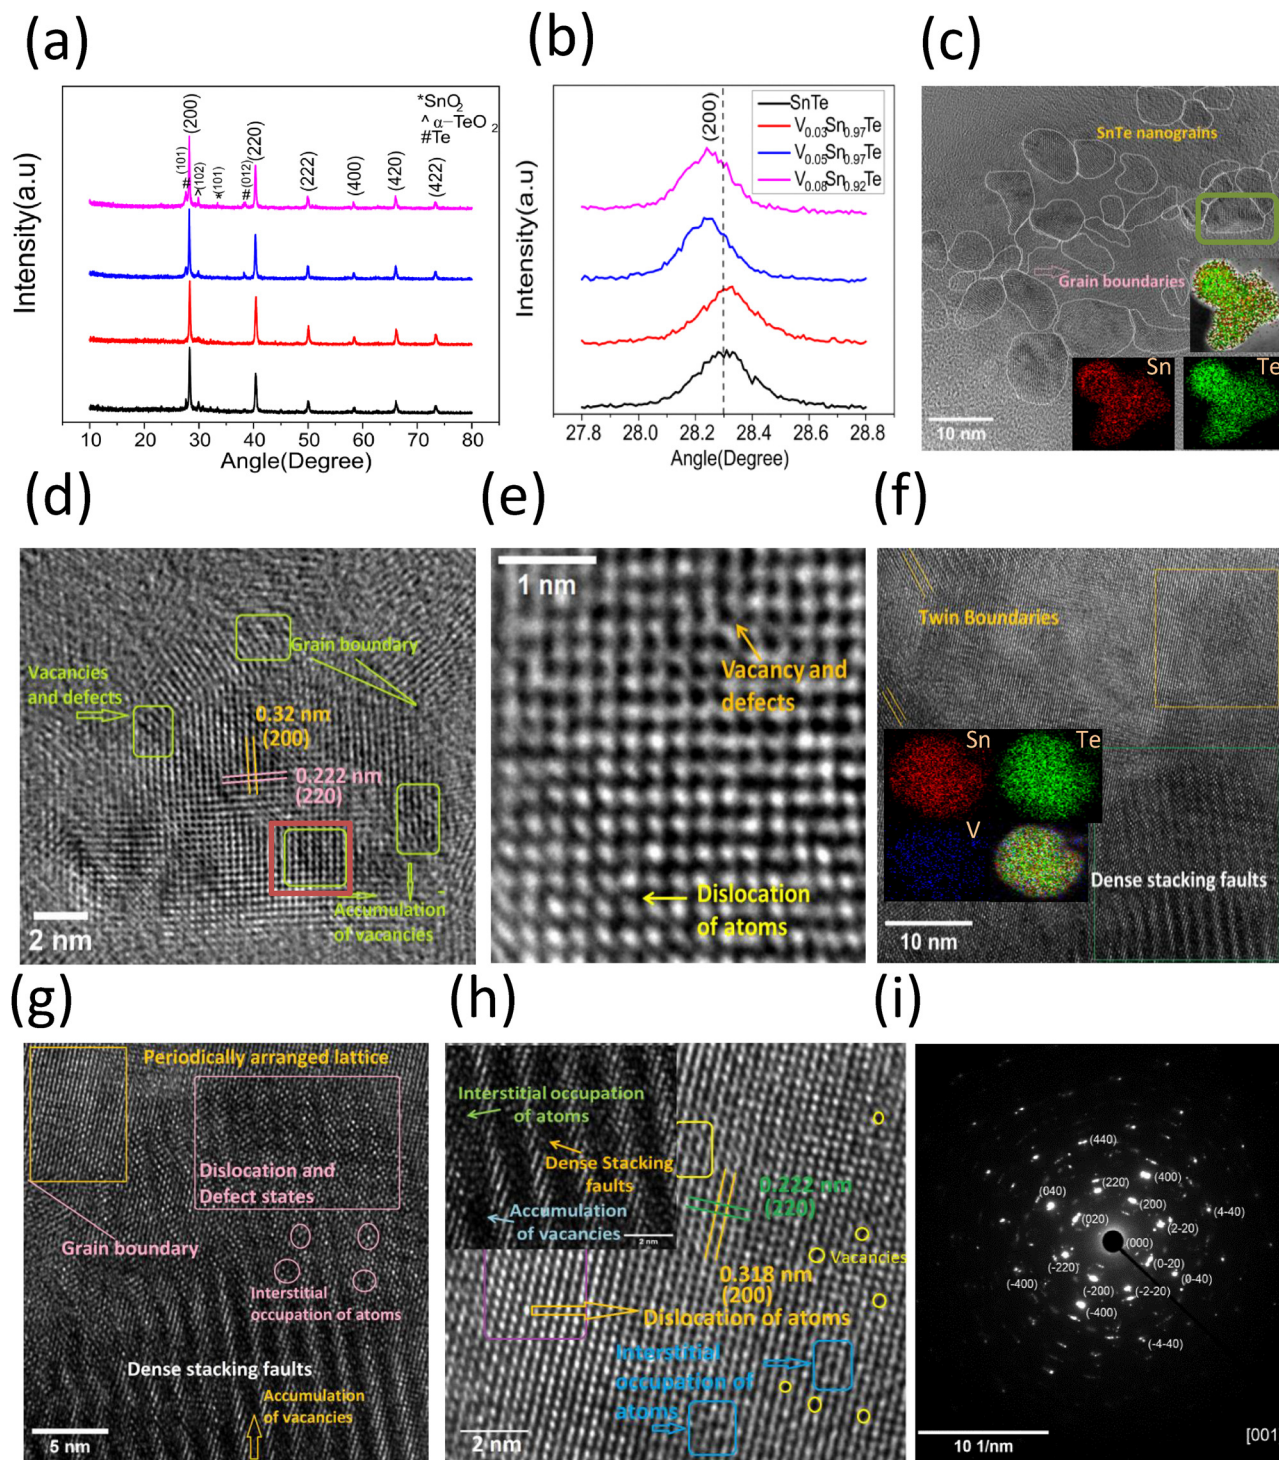 (a)
*SnO2
^ α-TeO2
#Te
(101)
(200)
(102)
(101)
(012)
(220)
(222)
(400)
(420)
(422)
#
^
*
#
Intensity(a.u)
10 20 30 40 50 60 70 80
Angle(Degree)
(b)
(200)
SnTe
V0.03Sn0.97Te
V0.05Sn0.97Te
V0.08Sn0.92Te
Intensity(a.u)
27.8 28.0 28.2 28.4 28.6 28.8
Angle(Degree)
(c)
SnTe nanograins
Grain boundaries
Sn
Te
10 nm
(d)
Grain boundary
Vacancies
and defects
0.32 nm
(200)
0.222 nm
(220)
Accumulation
of vacancies
2 nm
(e)
1 nm
Vacancy and
defects
Dislocation
of atoms
(f)
Twin Boundaries
Sn
Te
V
Dense stacking faults
10 nm
(g)
Periodically arranged lattice
Dislocation and
Defect states
Grain boundary
Interstitial
occupation of atoms
Dense stacking faults
Accumulation
of vacancies
5 nm
(h)
Interstitial occupation
of atoms
Dense Stacking
faults
Accumulation
of vacancies
2 nm
0.222 nm
(220)
Vacancies
0.318 nm
(200)
Dislocation of atoms
Interstitial
occupation of
atoms
2 nm
(i)
(440)
(400)
(220)
(040)
(200)
(4-40)
(020)
(2-20)
(000)
(-220)
(0-20)
(-400)
(0-40)
(-200)
(-2-20)
(-400)
(-4-40)
10 1/nm
[001